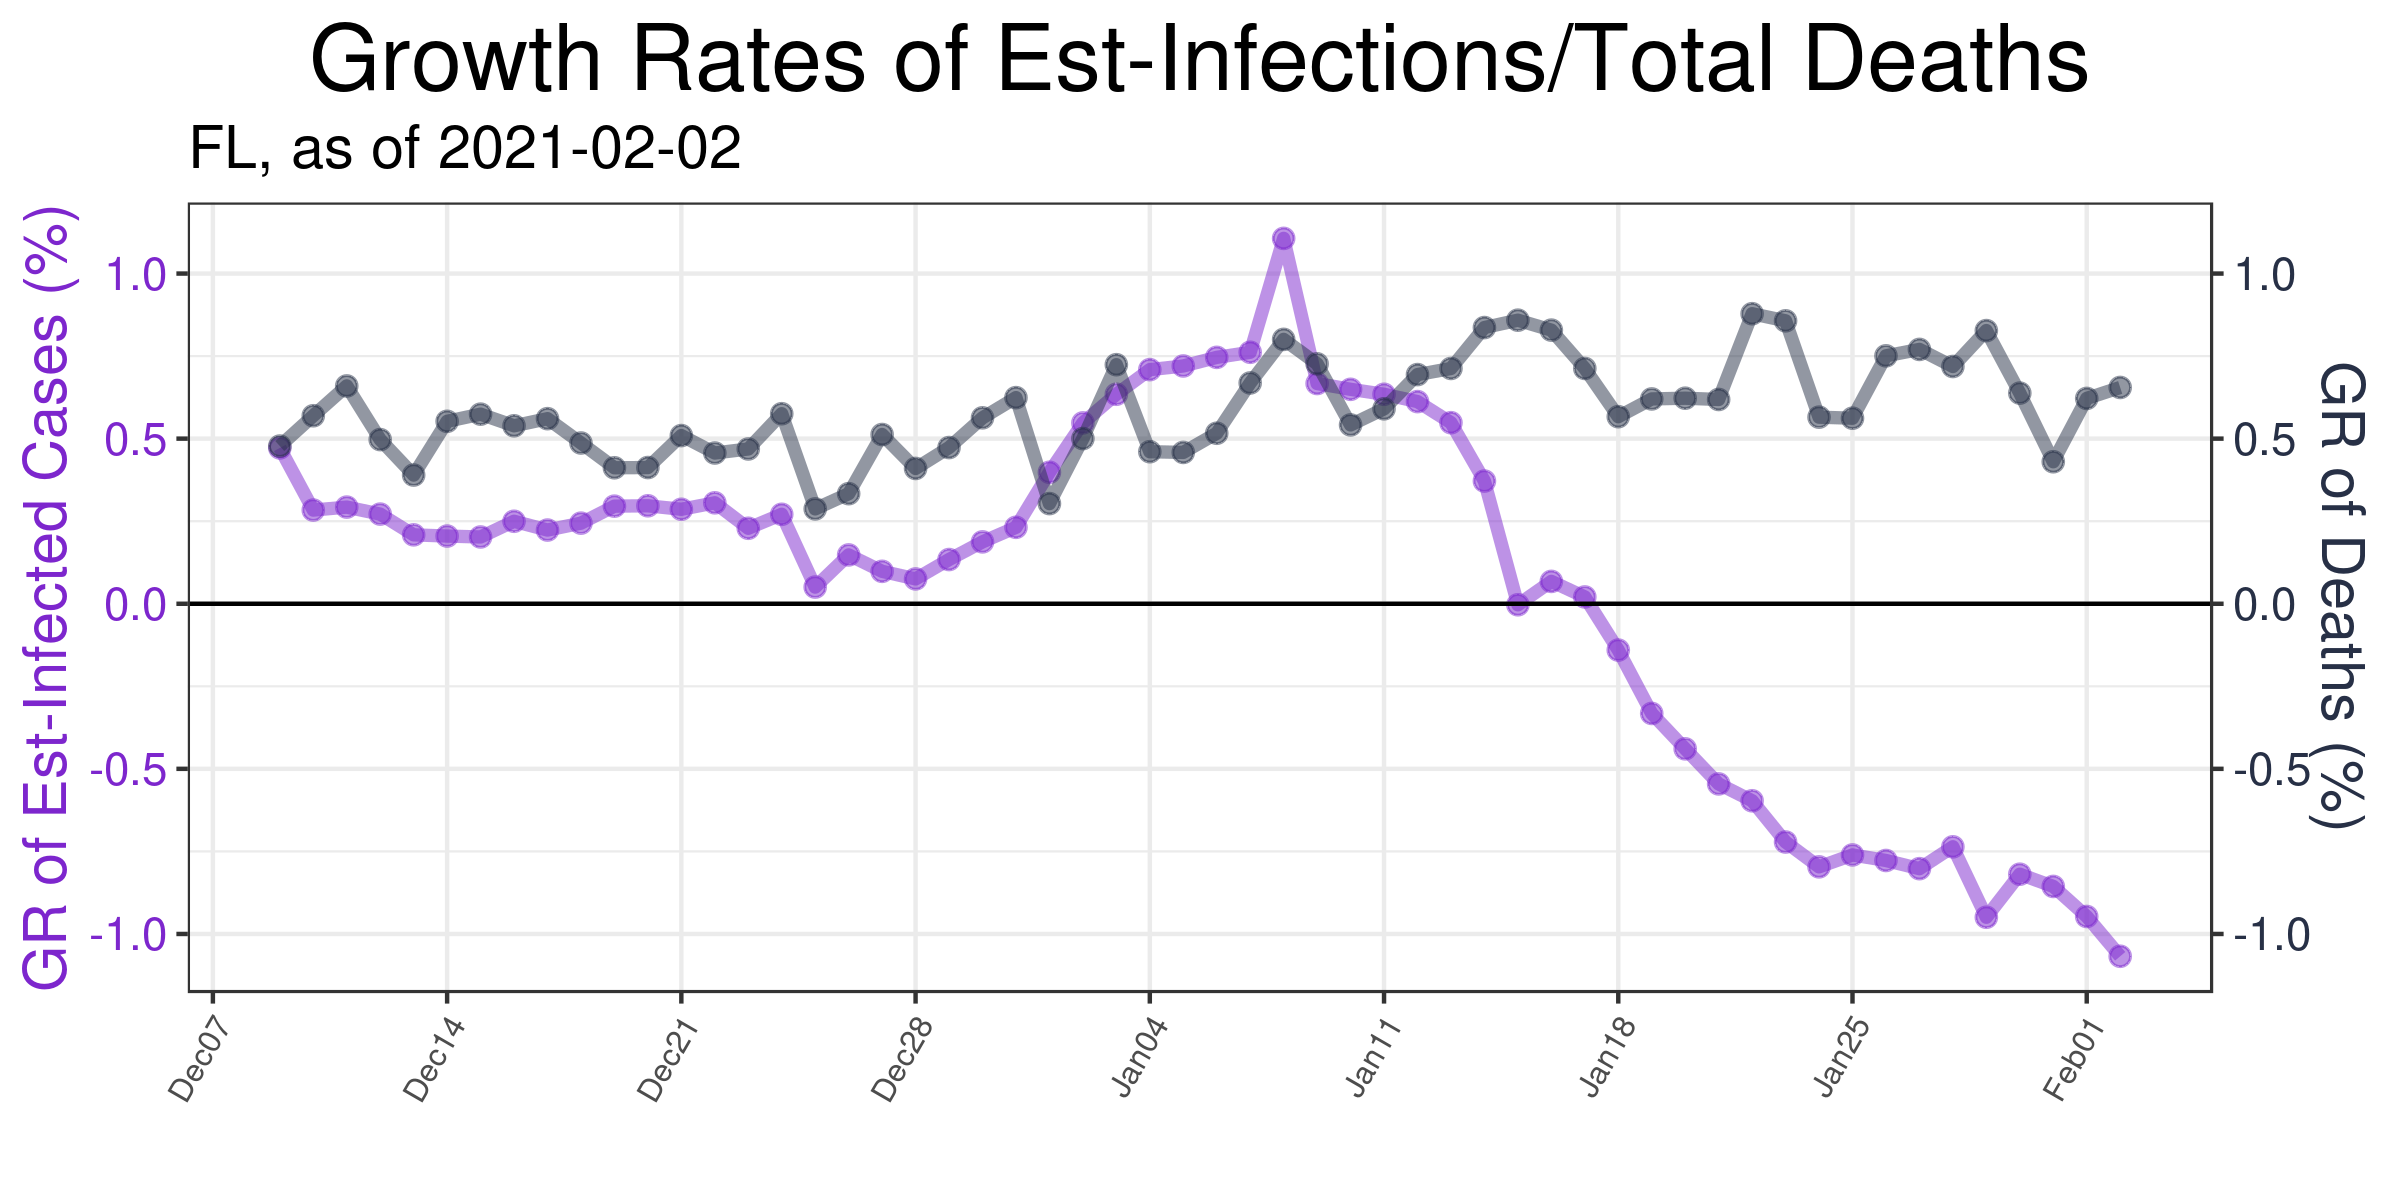 Growth Rates of Est-Infections/Total Deaths
FL, as of 2021-02-02
GR of Est-Infected Cases (%)
1.0
0.5
0.0
-0.5
-1.0
1.0
0.5
0.0
-0.5
-1.0
GR of Deaths (%)
Dec07 Dec14 Dec21 Dec28 Jan04 Jan11 Jan18 Jan25 Feb01